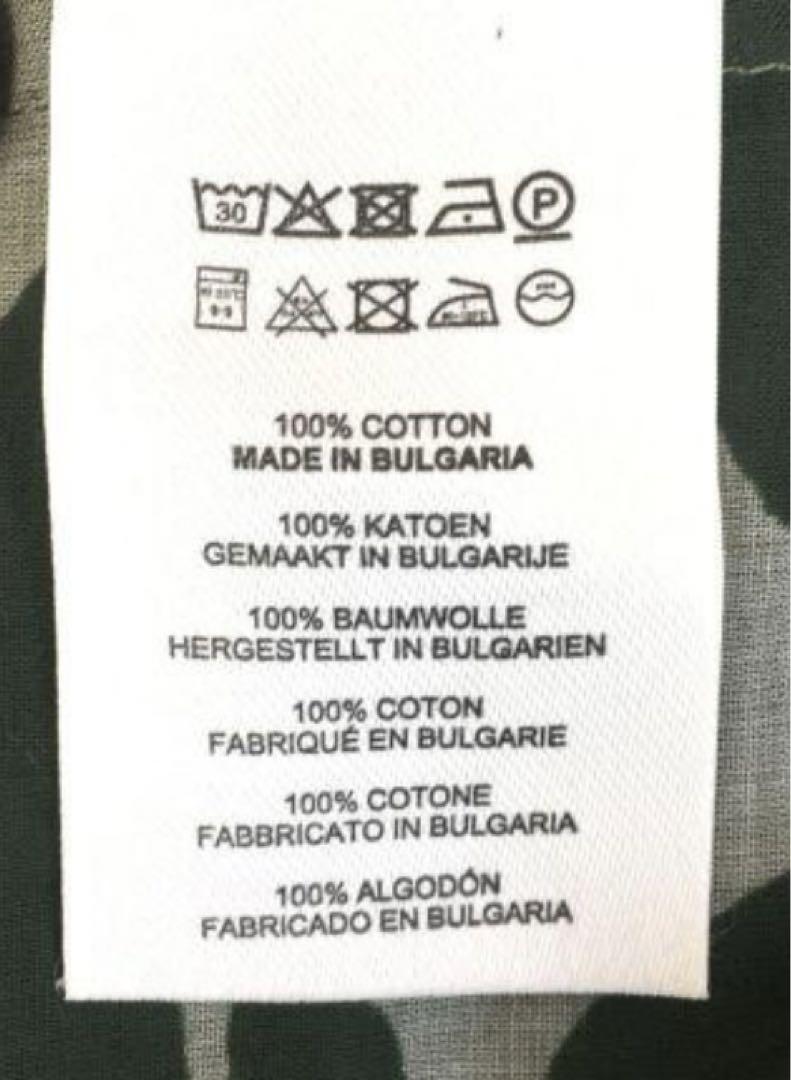 30 P
100% COTTON
MADE IN BULGARIA
100% KATOEN
GEMAAKT IN BULGARIJE
100% BAUMWOLLE
HERGESTELLT IN BULGARIEN
100% COTON
FABRIQUÉ EN BULGARIE
100% COTONE
FABBRICATO IN BULGARIA
100% ALGODÓN
FABRICADO EN BULGARIA